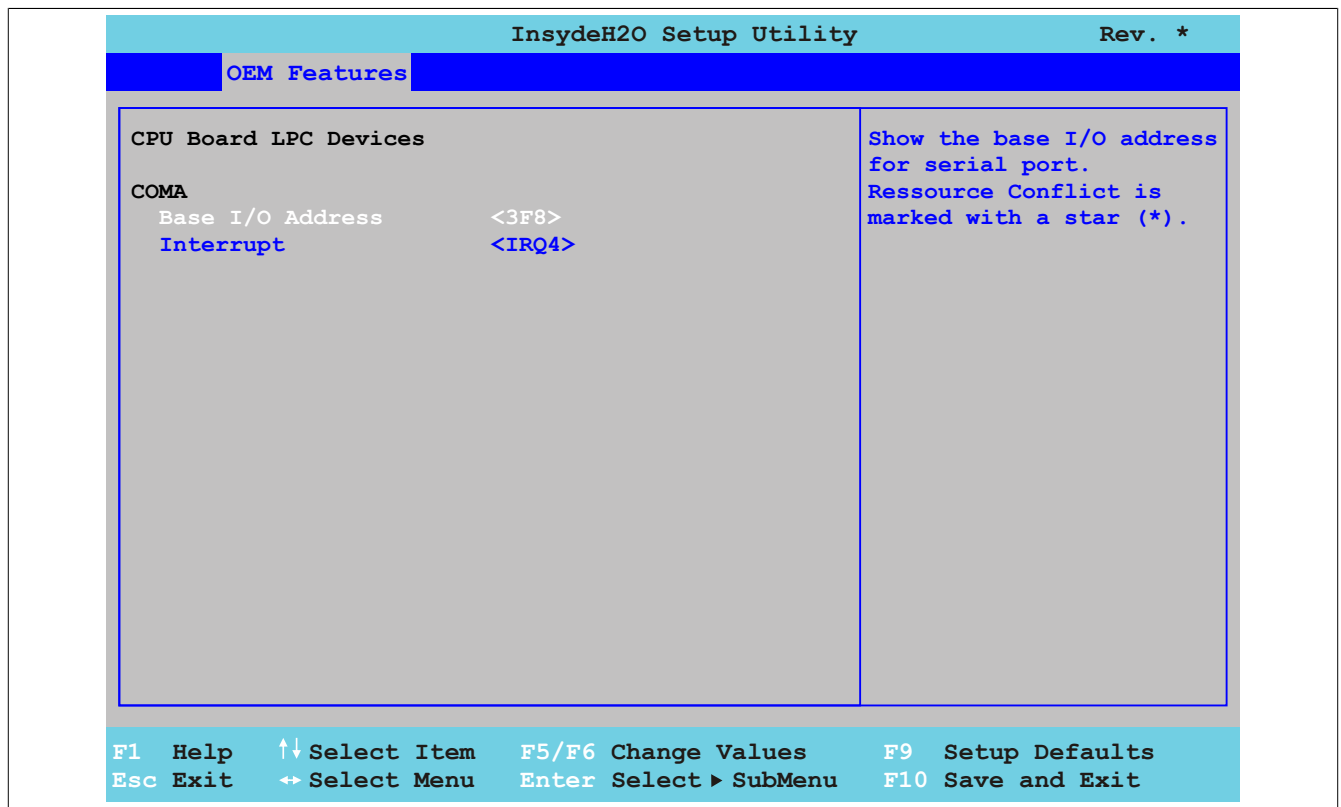 InsydeH2O Setup Utility Rev. *
OEM Features
CPU Board LPC Devices
COMA
Base I/O Address <3F8>
Interrupt <IRQ4>
Show the base I/O address
for serial port.
Ressource Conflict is
marked with a star (*).
F1 Help ↑↓ Select Item F5/F6 Change Values F9 Setup Defaults
Esc Exit ↔ Select Menu Enter Select ▶ SubMenu F10 Save and Exit